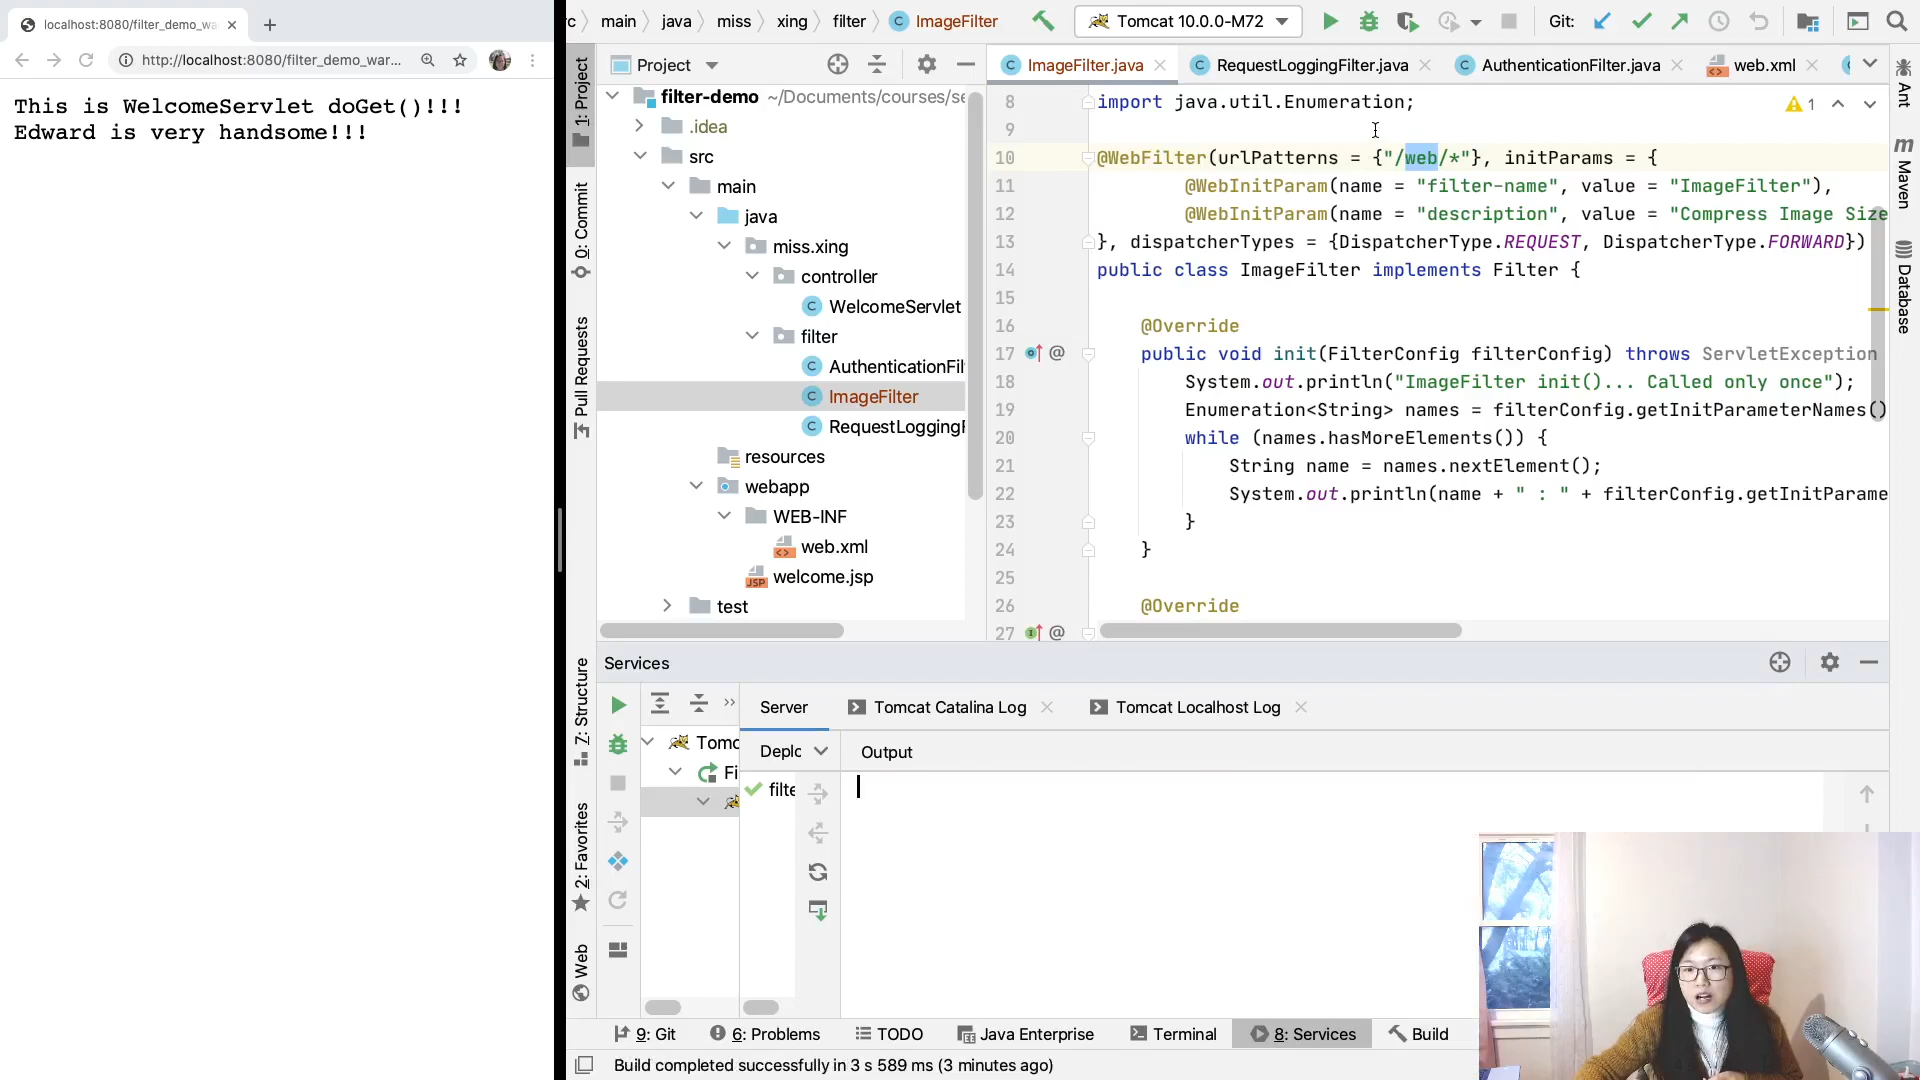 localhost:8080/filter_demo_wa
http://localhost:8080/filter_demo_war...
This is WelcomeServlet doGet()!!!
Edward is very handsome!!!
main
java
miss
xing
filter
ImageFilter
Tomcat 10.0.0-M72
Git:
Project
ImageFilter.java
RequestLoggingFilter.java
AuthenticationFilter.java
web.xml
1: Project
0: Commit
Pull Requests
7: Structure
2: Favorites
Web
filter-demo ~/Documents/courses/se
.idea
src
main
java
miss.xing
controller
WelcomeServlet
filter
AuthenticationFil
ImageFilter
RequestLoggingF
resources
webapp
WEB-INF
web.xml
welcome.jsp
test
8 import java.util.Enumeration;
9
10 @WebFilter(urlPatterns = {"/web/*"}, initParams = {
11 @WebInitParam(name = "filter-name", value = "ImageFilter"),
12 @WebInitParam(name = "description", value = "Compress Image Size
13 }, dispatcherTypes = {DispatcherType.REQUEST, DispatcherType.FORWARD})
14 public class ImageFilter implements Filter {
15
16 @Override
17 public void init(FilterConfig filterConfig) throws ServletException
18 System.out.println("ImageFilter init()... Called only once");
19 Enumeration<String> names = filterConfig.getInitParameterNames()
20 while (names.hasMoreElements()) {
21 String name = names.nextElement();
22 System.out.println(name + " : " + filterConfig.getInitParame
23 }
24 }
25
26 @Override
27
1
Ant
Maven
Database
Services
Server
Tomcat Catalina Log
Tomcat Localhost Log
Tomc
Fi
Deplc
Output
filte
9: Git
6: Problems
TODO
Java Enterprise
Terminal
8: Services
Build
Build completed successfully in 3 s 589 ms (3 minutes ago)